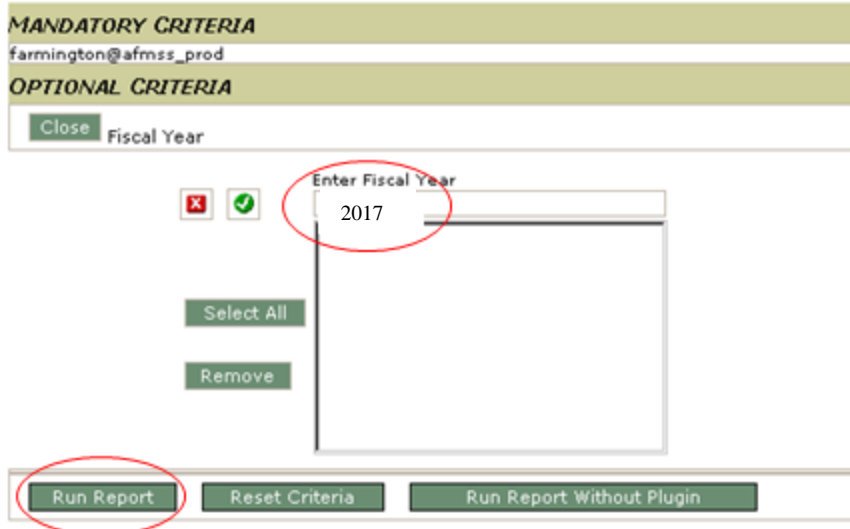 MANDATORY CRITERIA
farmington@afmss_prod
OPTIONAL CRITERIA
Close Fiscal Year
Enter Fiscal Year
2017
Select All
Remove
Run Report Reset Criteria Run Report Without Plugin